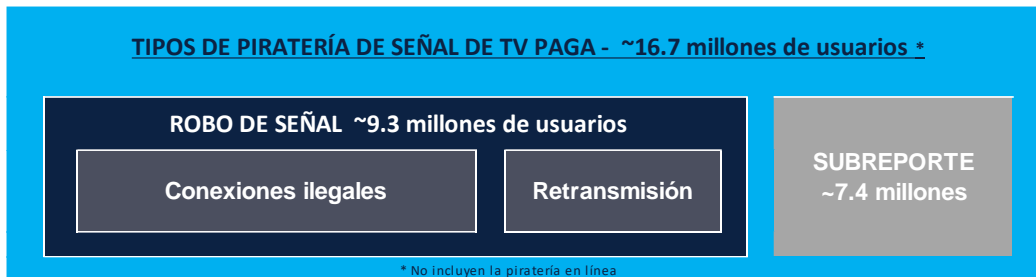 TIPOS DE PIRATERÍA DE SEÑAL DE TV PAGA - ~16.7 millones de usuarios *
ROBO DE SEÑAL ~9.3 millones de usuarios
Conexiones ilegales
Retransmisión
SUBREPORTE
~7.4 millones
* No incluyen la piratería en línea